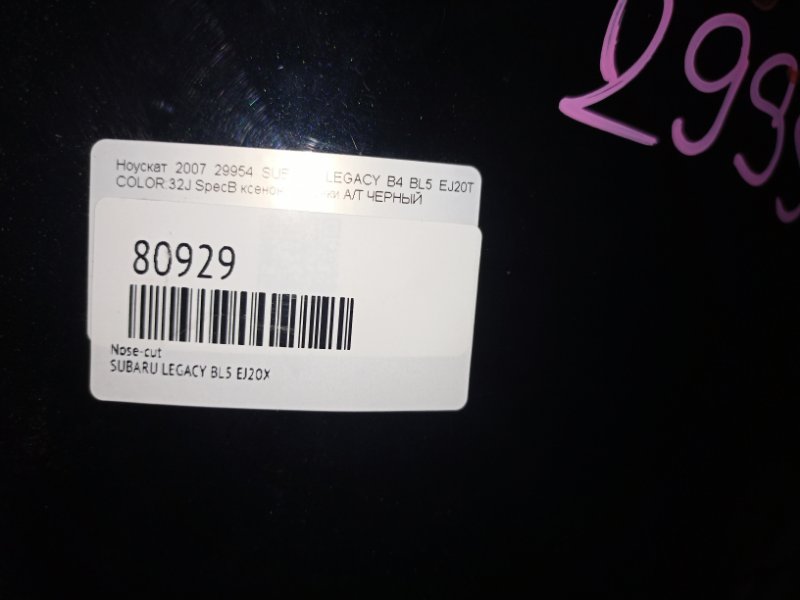 2995
Ноускат 2007 29954 LEGACY B4 BL5 EJ20T
COLOR:32J SpecB ксенон A/T ЧЕРНЫЙ
80929
Nose-cut
SUBARU LEGACY BL5 EJ20X